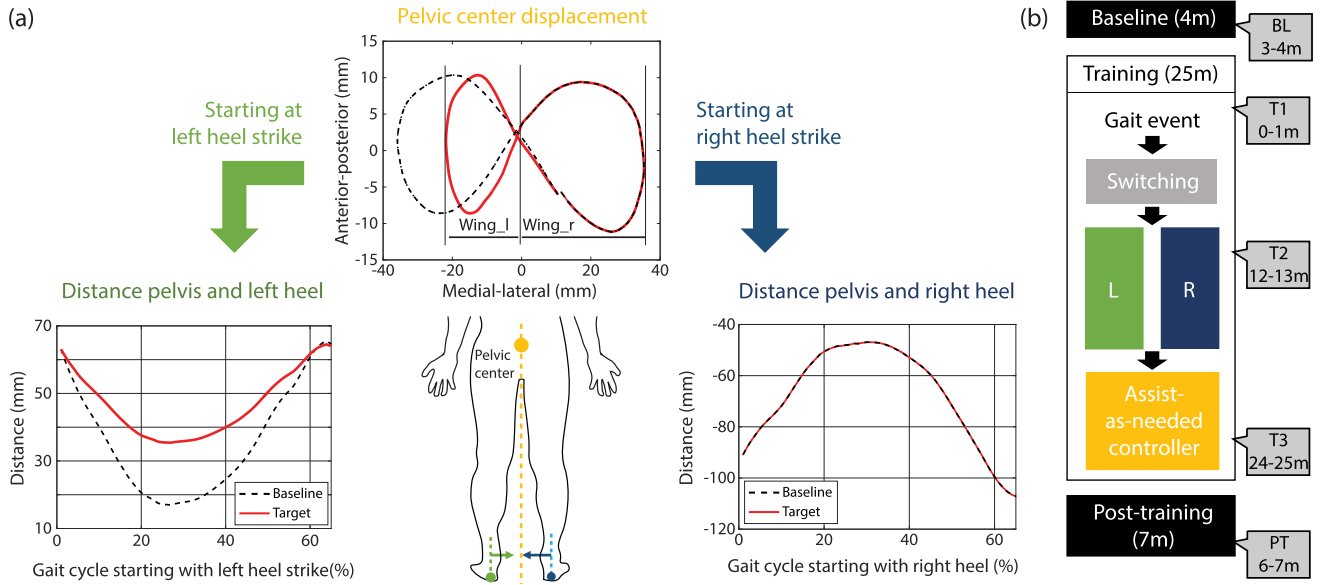 (a)
Pelvic center displacement
Starting at
left heel strike
Anterior-posterior (mm)
15
10
5
0
-5
-10
-15
Wing_l
Wing_r
-40
-20
0
20
40
60
Medial-lateral (mm)
Starting at
right heel strike
Distance pelvis and left heel
Distance (mm)
70
50
30
10
Baseline
Target
0
20
40
60
Gait cycle starting with left heel strike(%)
Pelvic
center
Distance pelvis and right heel
Distance (mm)
-40
-60
-80
-100
-120
Baseline
Target
0
20
40
60
Gait cycle starting with right heel (%)
(b)
Baseline (4m)
BL
3-4m
Training (25m)
T1
0-1m
Gait event
Switching
L
R
T2
12-13m
Assist-
as-needed
controller
T3
24-25m
Post-training
(7m)
PT
6-7m